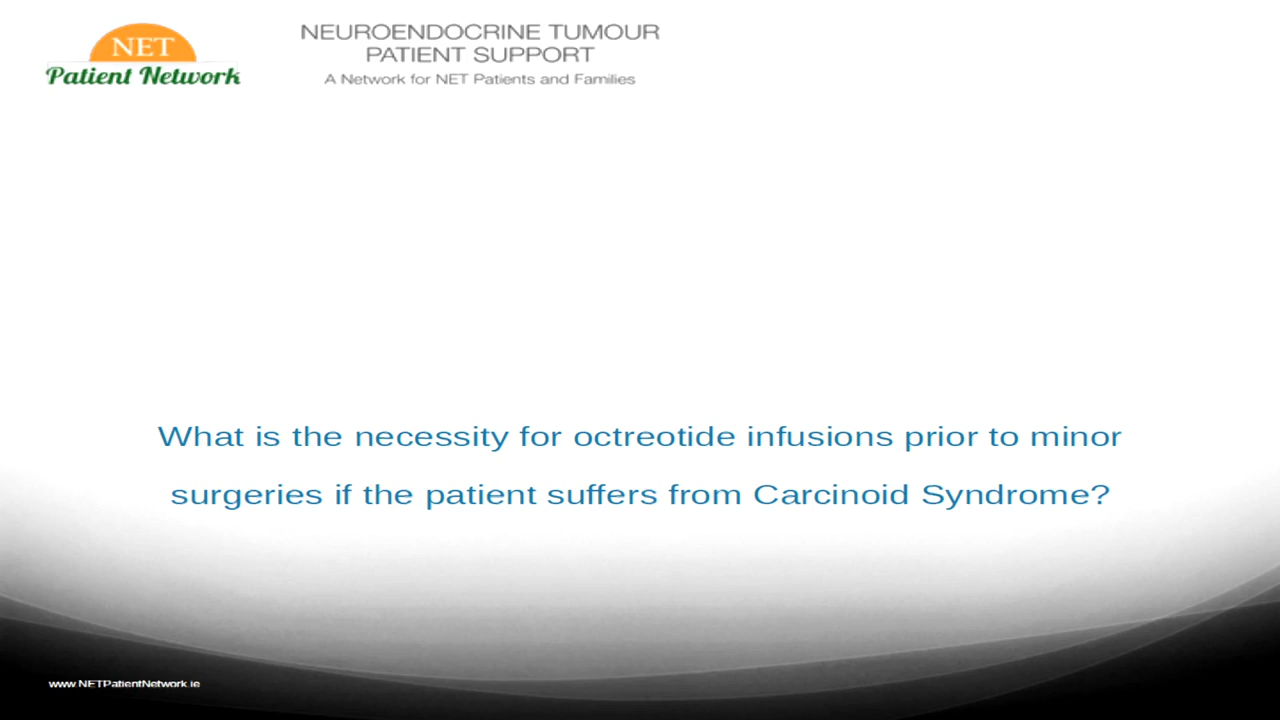 NET
Patient Network
NEUROENDOCRINE TUMOUR
PATIENT SUPPORT
A Network for NET Patients and Families
What is the necessity for octreotide infusions prior to minor
surgeries if the patient suffers from Carcinoid Syndrome?
www.NETPatientNetwork.ie